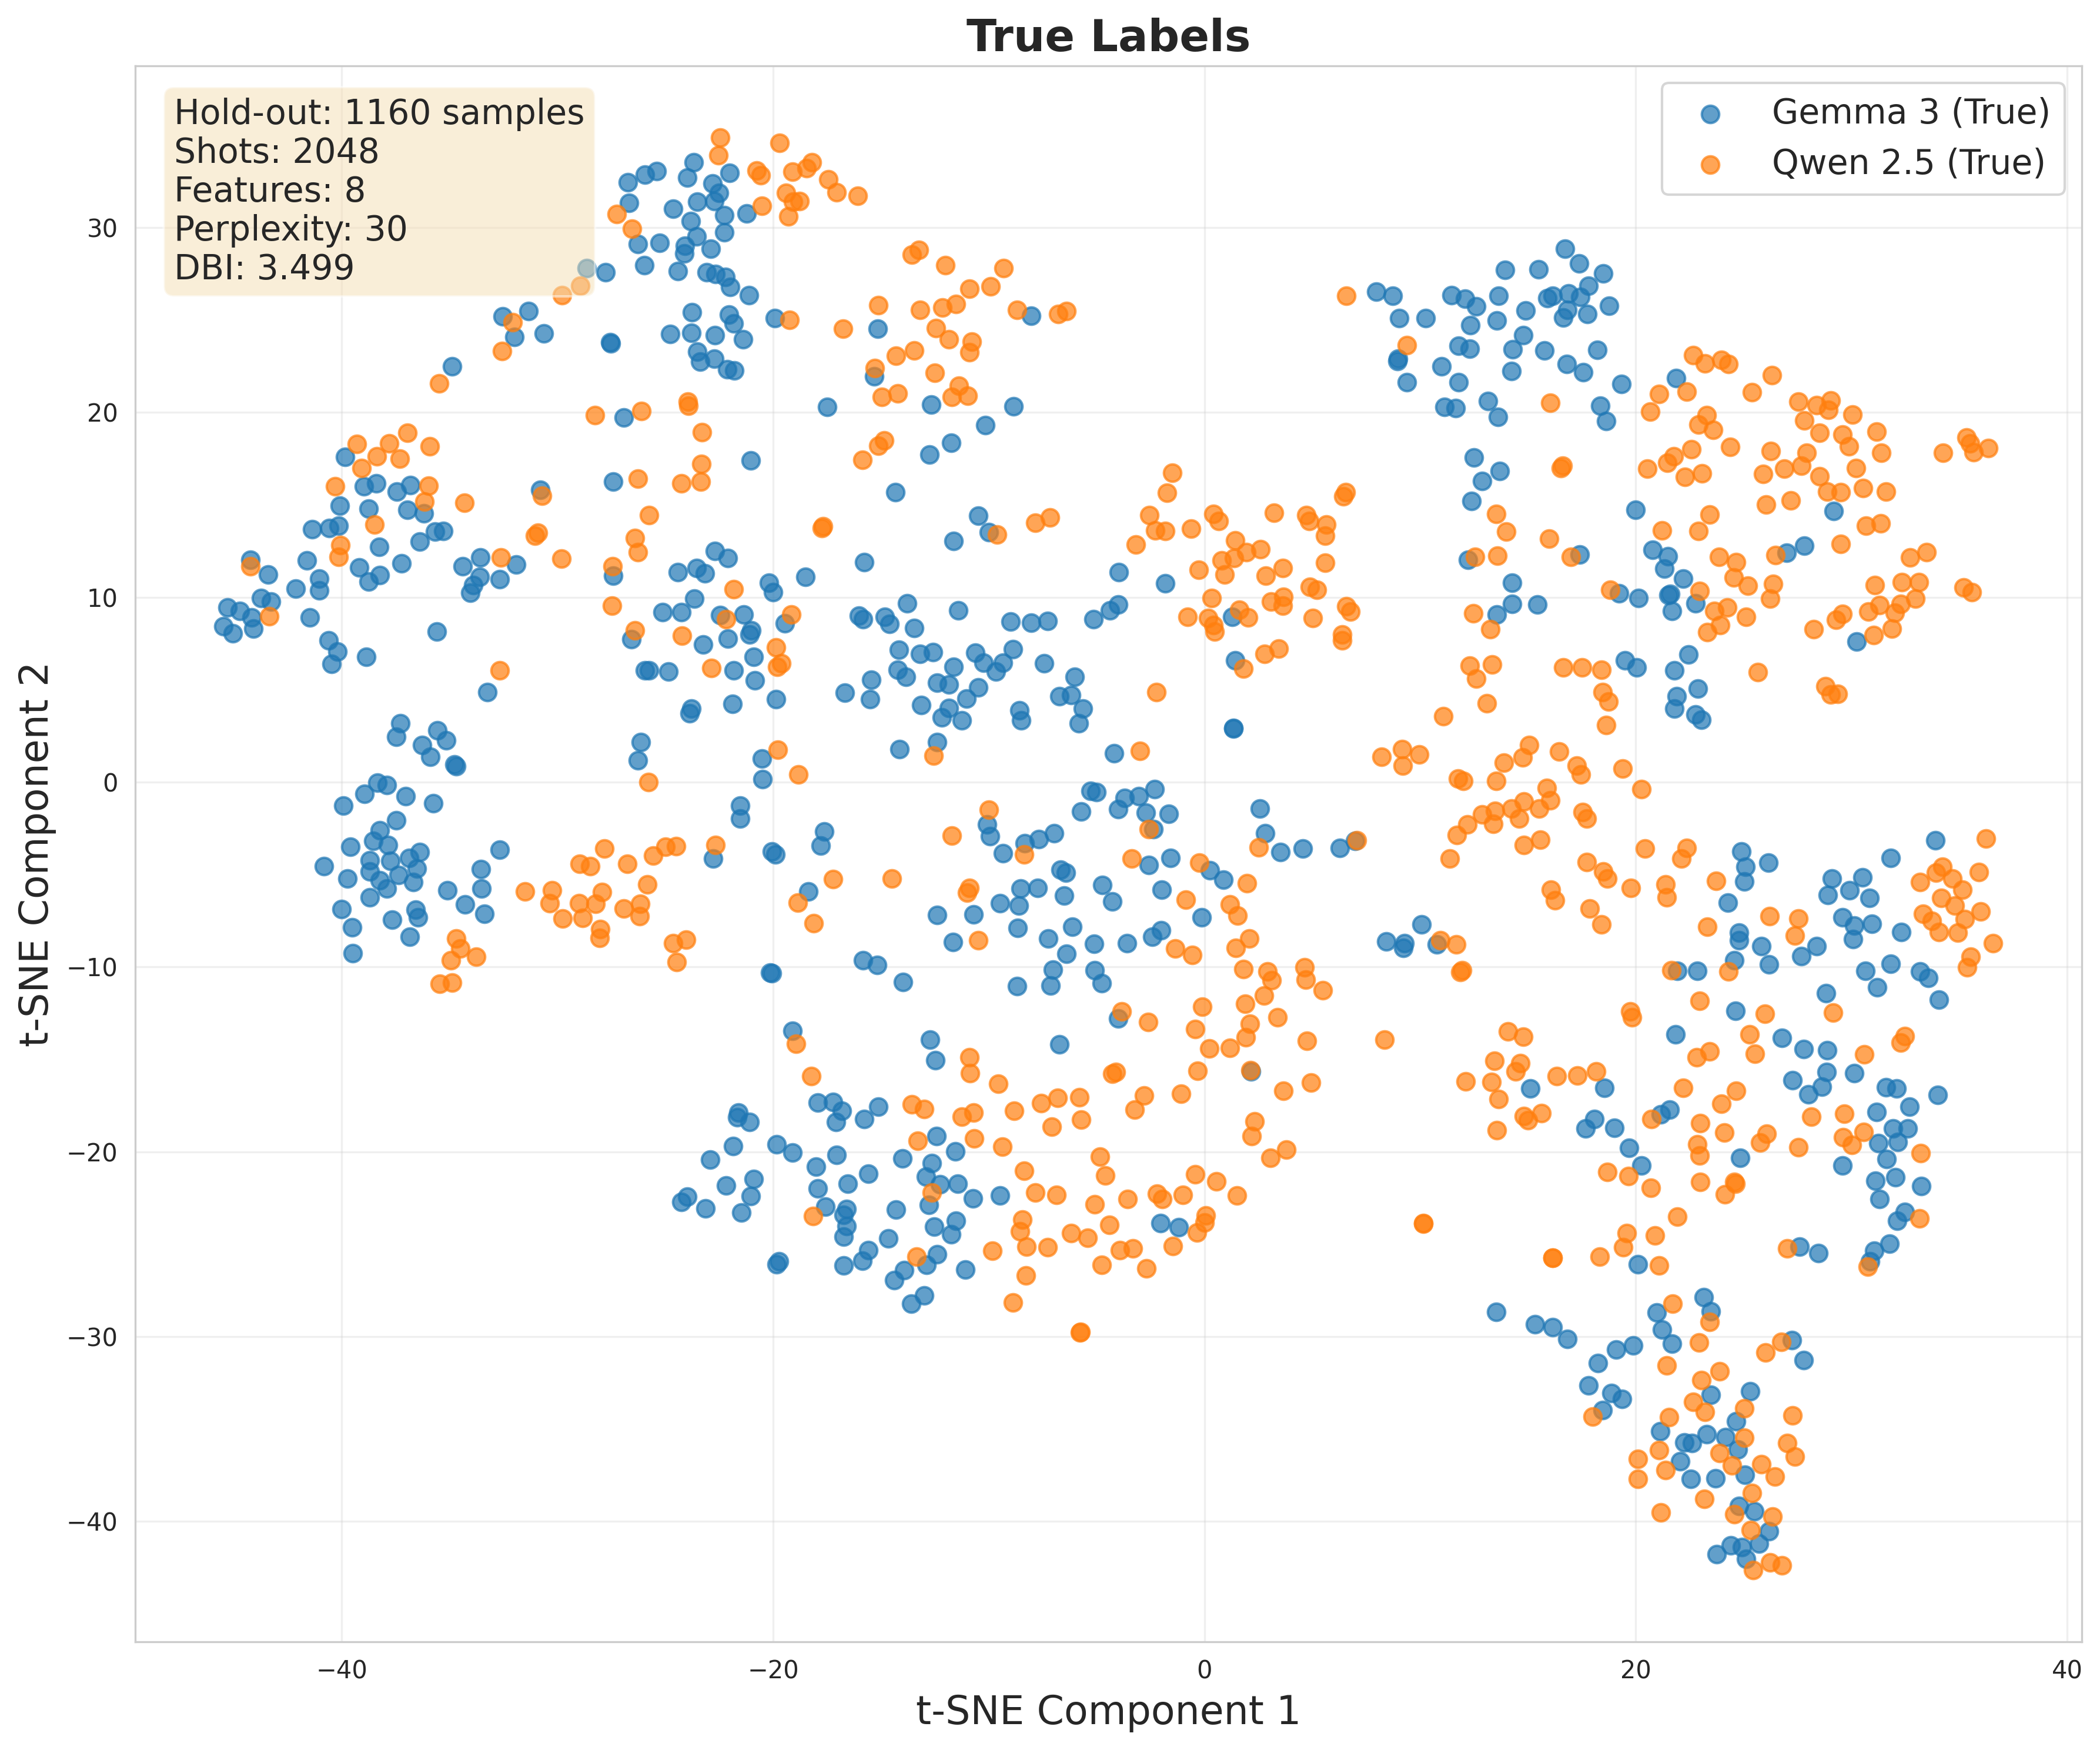 True Labels
Hold-out: 1160 samples
Shots: 2048
Features: 8
Perplexity: 30
DBI: 3.499
Gemma 3 (True)
Qwen 2.5 (True)
30
20
10
0
−10
−20
−30
−40
t-SNE Component 2
−40
−20
0
20
40
t-SNE Component 1